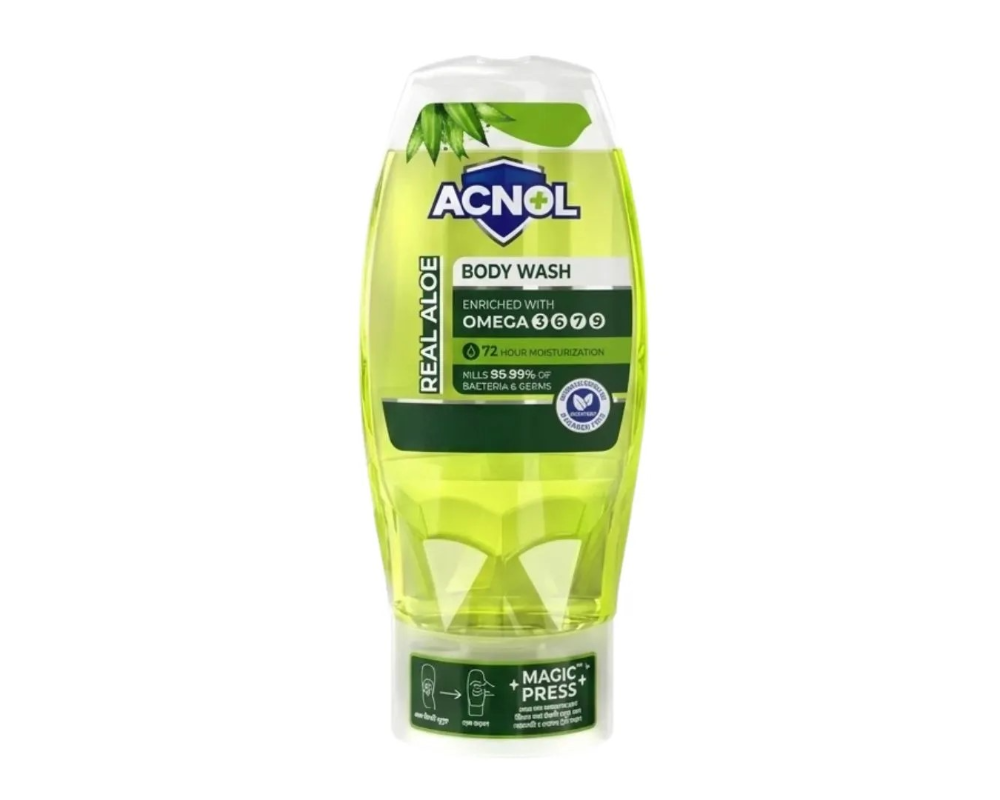 ACNOL
REAL ALOE
BODY WASH
ENRICHED WITH
OMEGA 3 6 7 9
72 HOUR MOISTURIZATION
KILLS 95.99% OF
BACTERIA & GERMS
MAGIC
PRESS